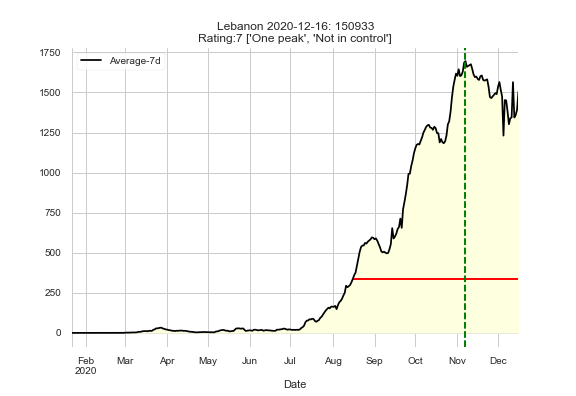 Lebanon 2020-12-16: 150933
Rating:7 ['One peak', 'Not in control']
Average-7d
1750
1500
1250
1000
750
500
250
0
Feb Mar Apr May Jun Jul Aug Sep Oct Nov Dec
2020
Date